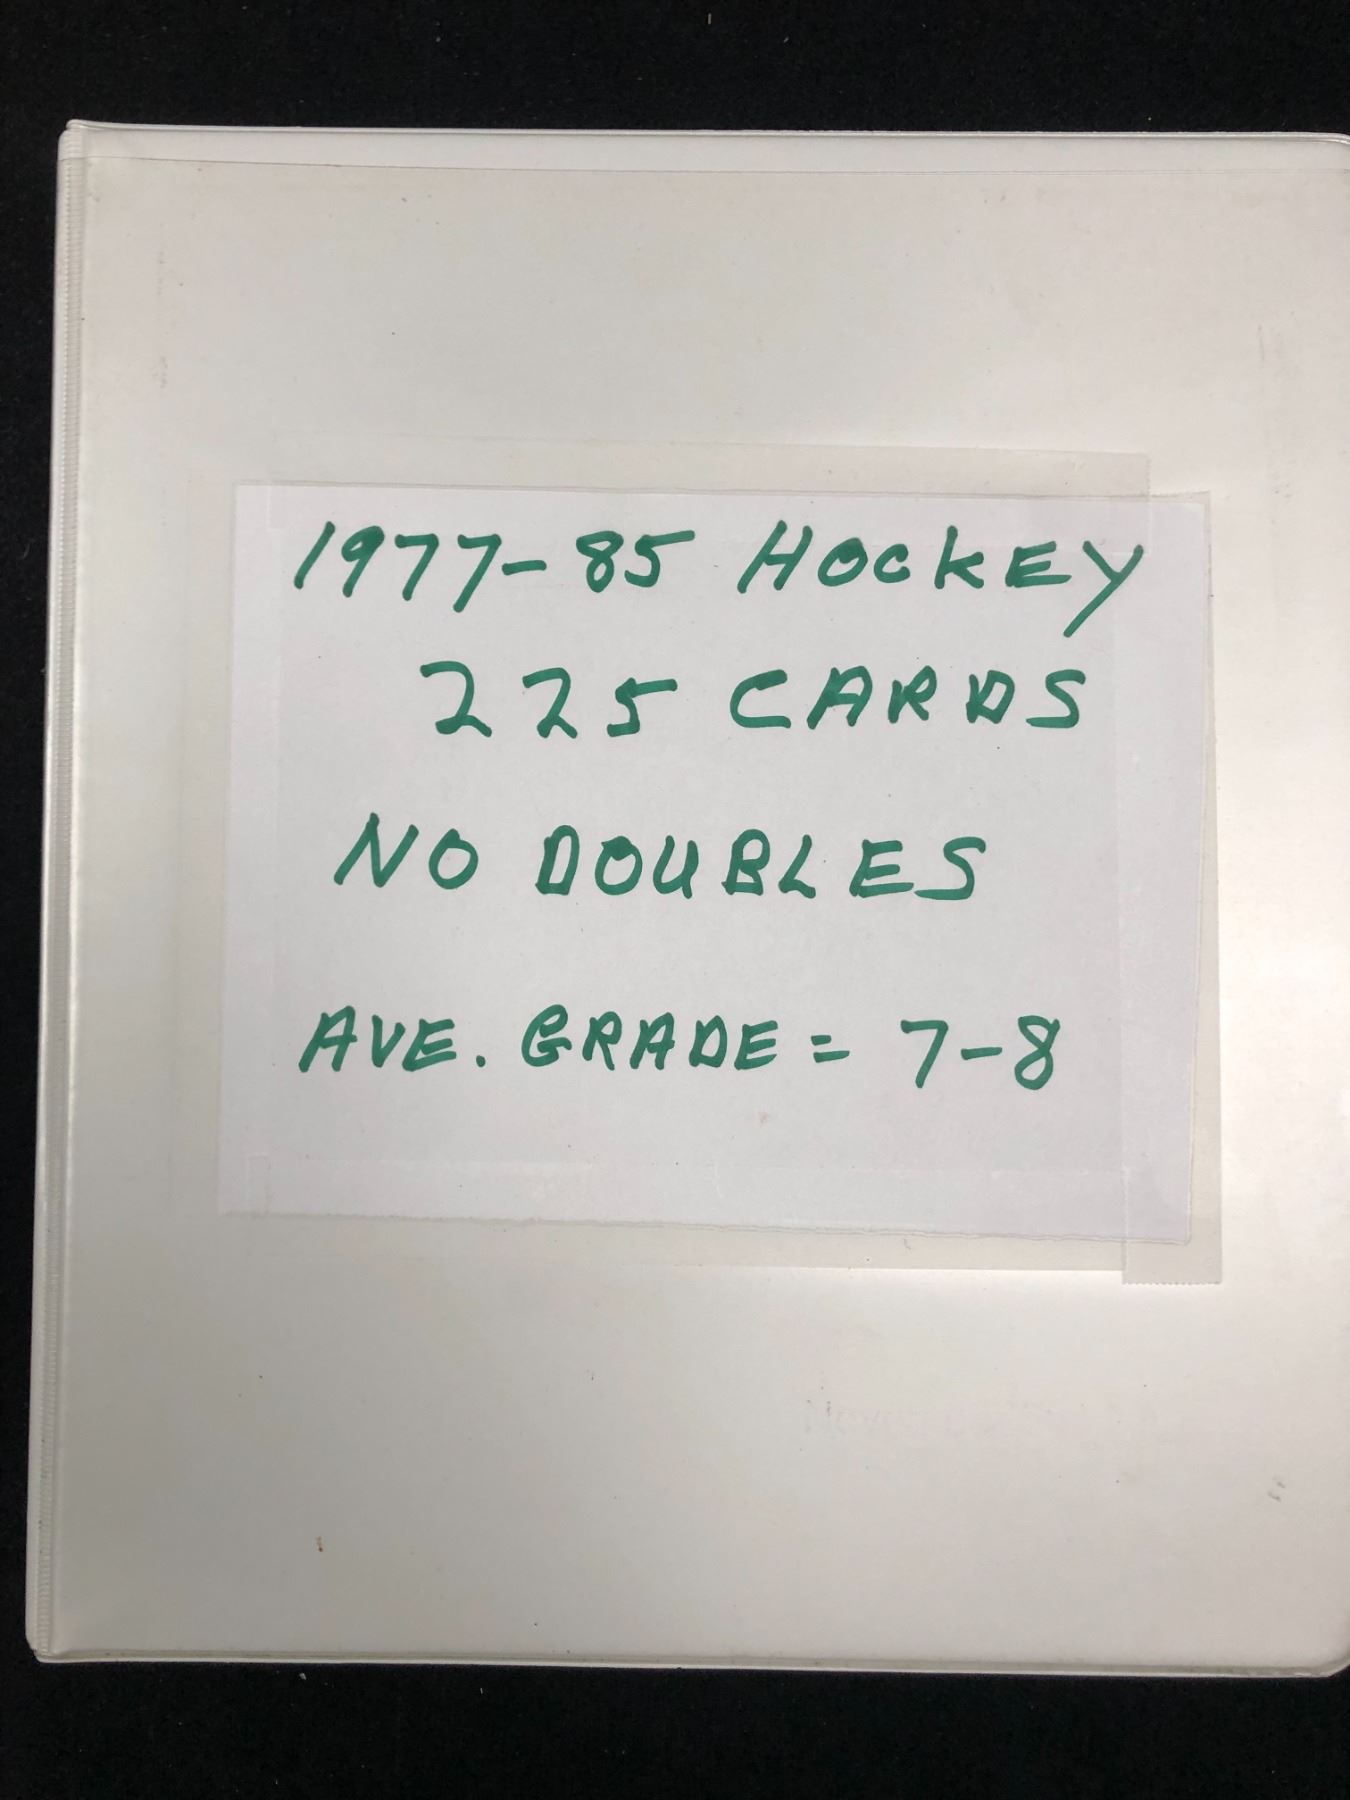 1977-85 HOCKEY
225 CARDS
NO DOUBLES
AVE. GRADE = 7-8